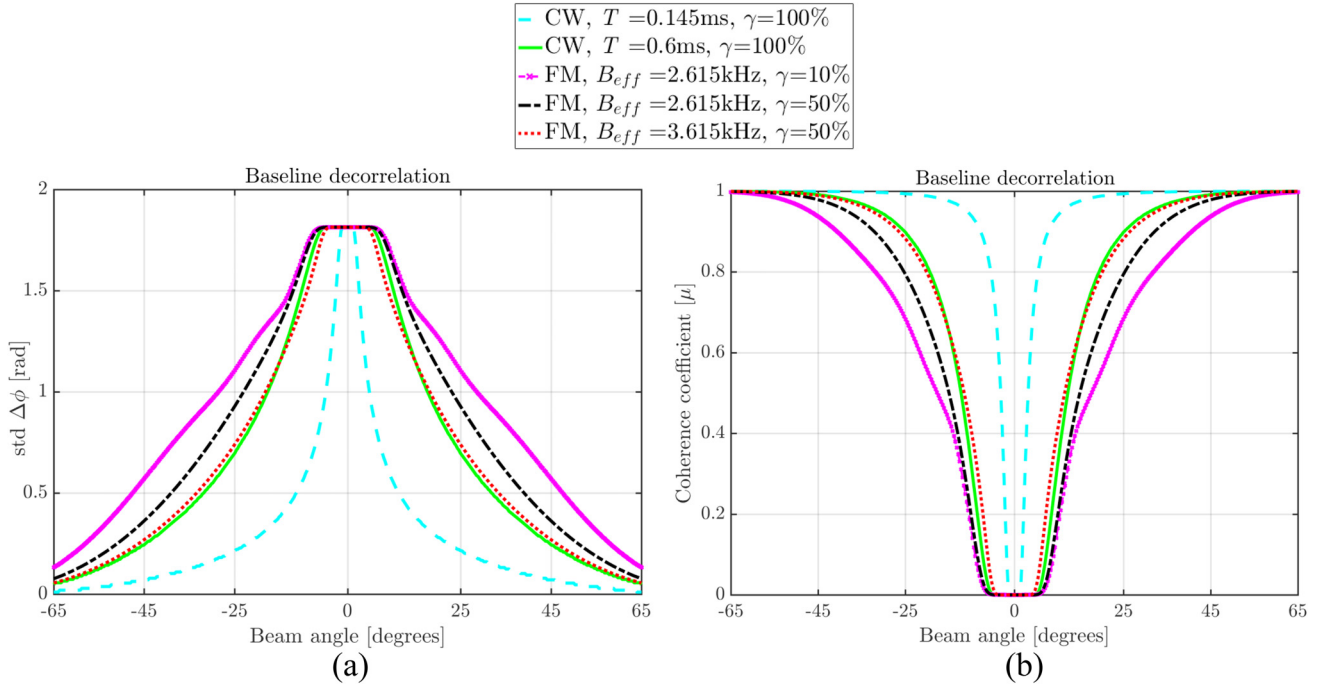 CW, T =0.145ms, γ=100%
CW, T =0.6ms, γ=100%
FM, B_eff =2.615kHz, γ=10%
FM, B_eff =2.615kHz, γ=50%
FM, B_eff =3.615kHz, γ=50%
Baseline decorrelation
std Δϕ [rad]
2
1.5
1
0.5
0
-65 -45 -25 0 25 45 65
Beam angle [degrees]
(a)
Baseline decorrelation
Coherence coefficient [μ]
1
0.8
0.6
0.4
0.2
0
-65 -45 -25 0 25 45 65
Beam angle [degrees]
(b)